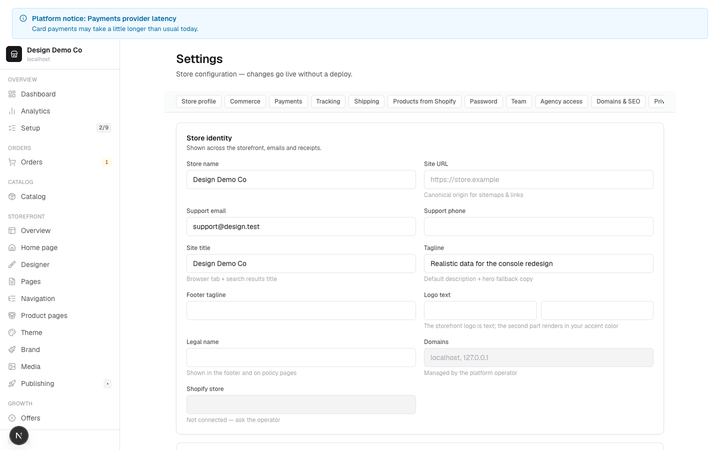 Platform notice: Payments provider latency
Card payments may take a little longer than usual today.
Design Demo Co
localhost
OVERVIEW
Dashboard
Analytics
Setup 2/9
ORDERS
Orders 1
CATALOG
Catalog
STOREFRONT
Overview
Home page
Designer
Pages
Navigation
Product pages
Theme
Brand
Media
Publishing
GROWTH
Offers
N
Settings
Store configuration — changes go live without a deploy.
Store profile Commerce Payments Tracking Shipping Products from Shopify Password Team Agency access Domains & SEO
Store identity
Shown across the storefront, emails and receipts.
Store name Site URL
Design Demo Co https://store.example
Canonical origin for sitemaps & links
Support email Support phone
support@design.test
Site title Tagline
Design Demo Co Realistic data for the console redesign
Browser tab + search results title Default description + hero fallback copy
Footer tagline Logo text
The storefront logo is text; the second part renders in your accent color
Legal name Domains
localhost, 127.0.0.1
Shown in the footer and on policy pages Managed by the platform operator
Shopify store
Not connected — ask the operator